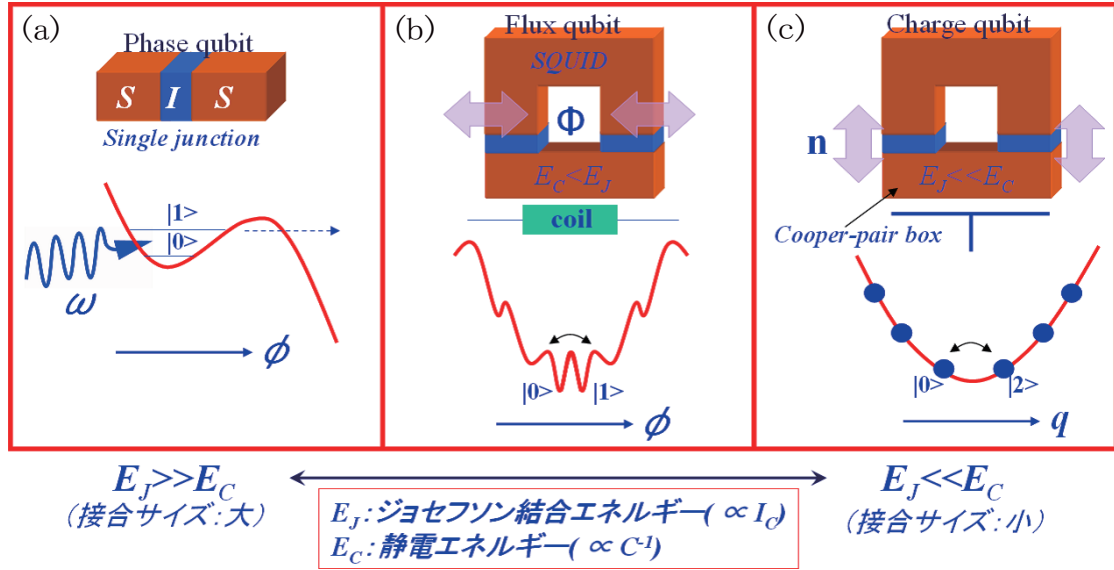 (a)
Phase qubit
S I S
Single junction
|1>
|0>
ω
ϕ
(b)
Flux qubit
SQUID
Φ
E_C<E_J
coil
|0> |1>
ϕ
(c)
Charge qubit
n
E_J<<E_C
Cooper-pair box
|0> |2>
q
E_J>>E_C
(接合サイズ:大)
E_J<<E_C
(接合サイズ:小)
E_J:ジョセフソン結合エネルギー( ∝ I_C)
E_C:静電エネルギー( ∝ C⁻¹)